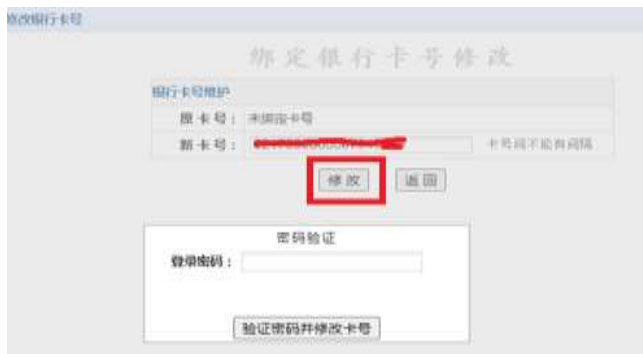 修改银行卡号
绑定银行卡号修改
银行卡号维护
原卡号： 未绑定卡号
新卡号： 卡号间不能有间隔
修改 返回
密码验证
登录密码：
验证密码并修改卡号